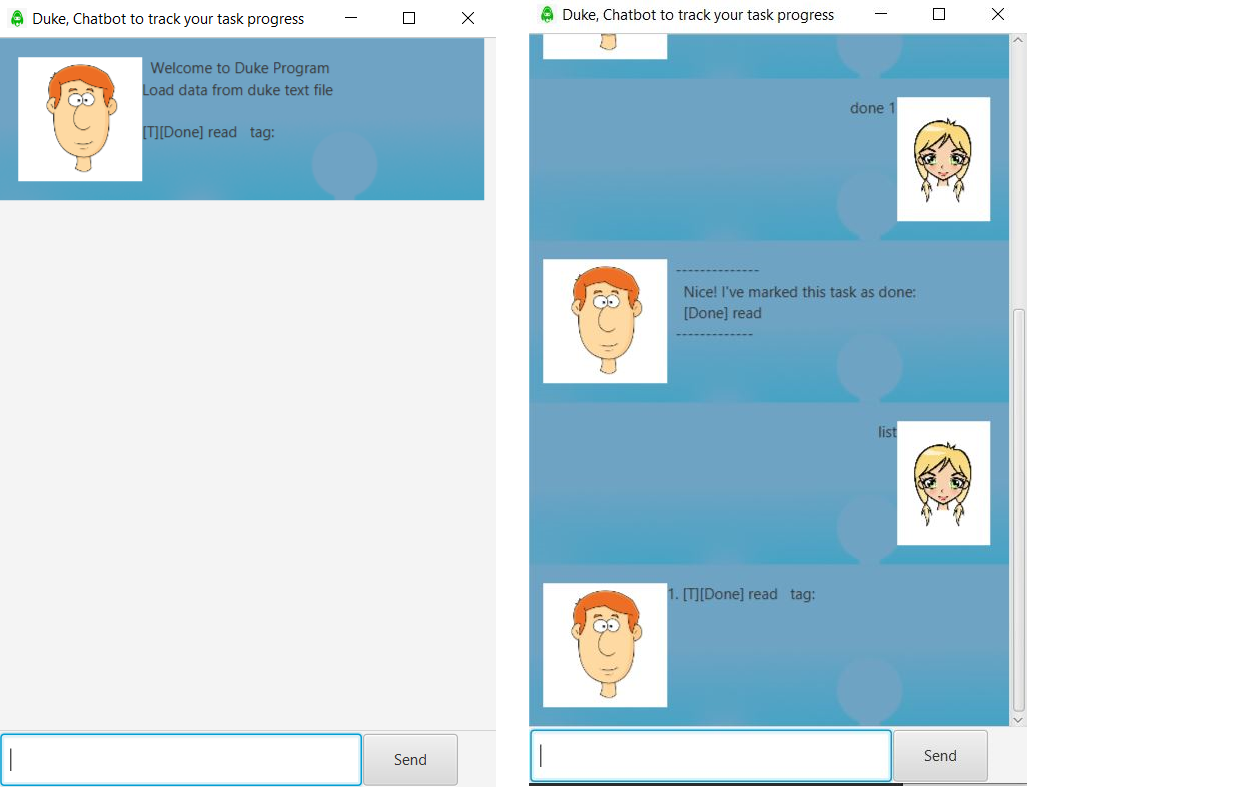 Duke, Chatbot to track your task progress
Welcome to Duke Program
Load data from duke text file
[T][Done] read   tag:
Send
Duke, Chatbot to track your task progress
done 1
--------------
Nice! I've marked this task as done:
[Done] read
-------------
list
1. [T][Done] read   tag:
Send